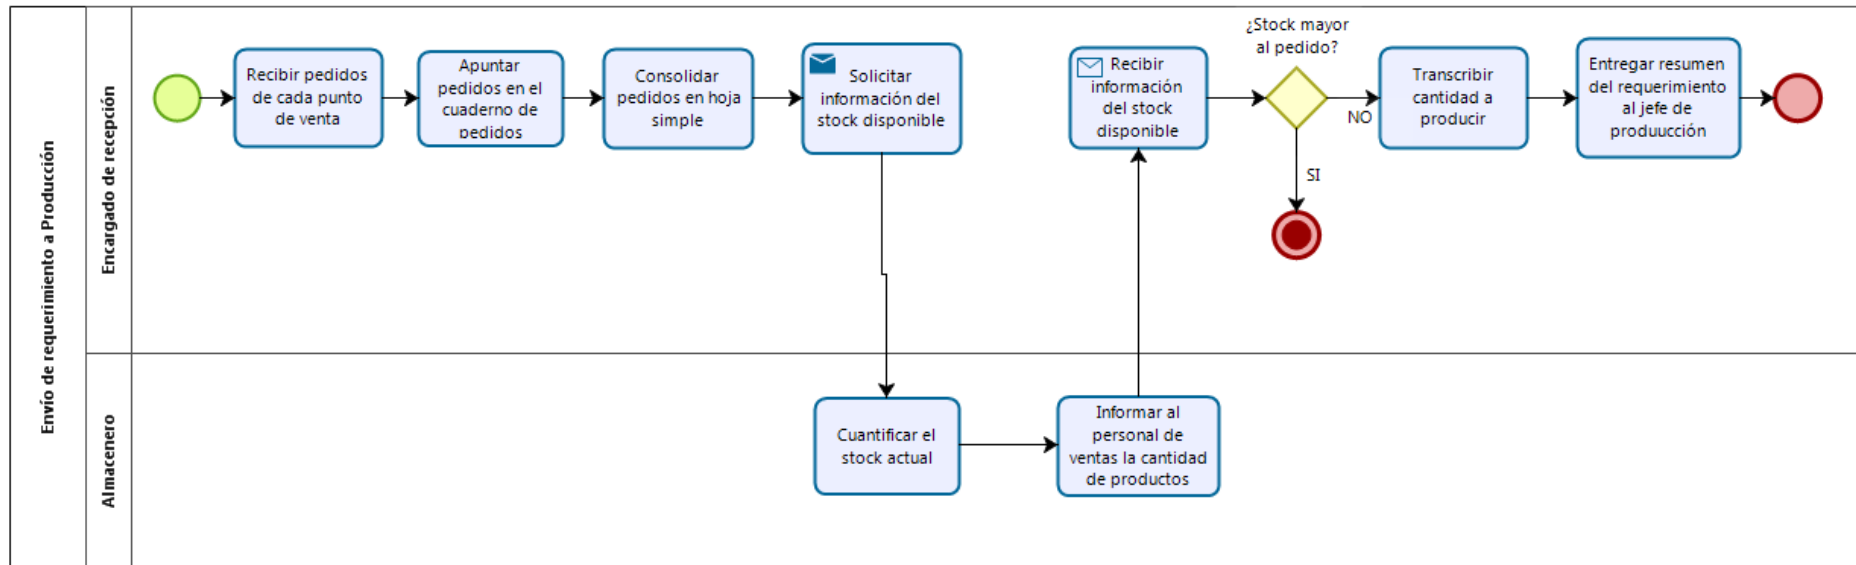 Envío de requerimiento a Producción
Encargado de recepción
Recibir pedidos
de cada punto
de venta
Apuntar
pedidos en el
cuaderno de
pedidos
Consolidar
pedidos en hoja
simple
Solicitar
información del
stock disponible
Recibir
información
del stock
disponible
¿Stock mayor
al pedido?
NO
SI
Transcribir
cantidad a
producir
Entregar resumen
del requerimiento
al jefe de
produucción
Almacenero
Cuantificar el
stock actual
Informar al
personal de
ventas la cantidad
de productos